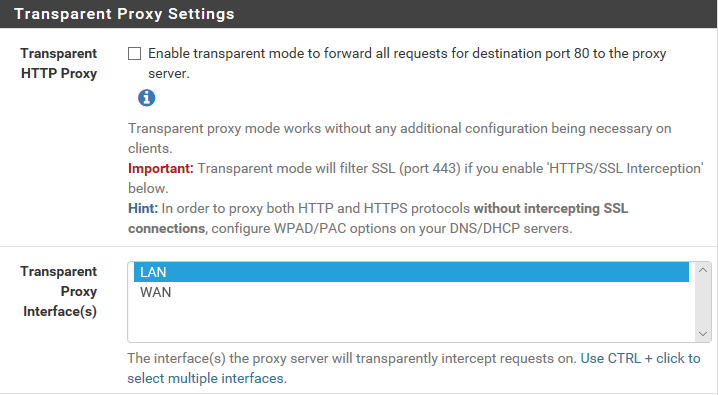 Transparent Proxy Settings
Transparent
HTTP Proxy
Enable transparent mode to forward all requests for destination port 80 to the proxy
server.
Transparent proxy mode works without any additional configuration being necessary on
clients.
Important: Transparent mode will filter SSL (port 443) if you enable 'HTTPS/SSL Interception'
below.
Hint: In order to proxy both HTTP and HTTPS protocols without intercepting SSL
connections, configure WPAD/PAC options on your DNS/DHCP servers.
Transparent
Proxy
Interface(s)
LAN
WAN
The interface(s) the proxy server will transparently intercept requests on. Use CTRL + click to
select multiple interfaces.